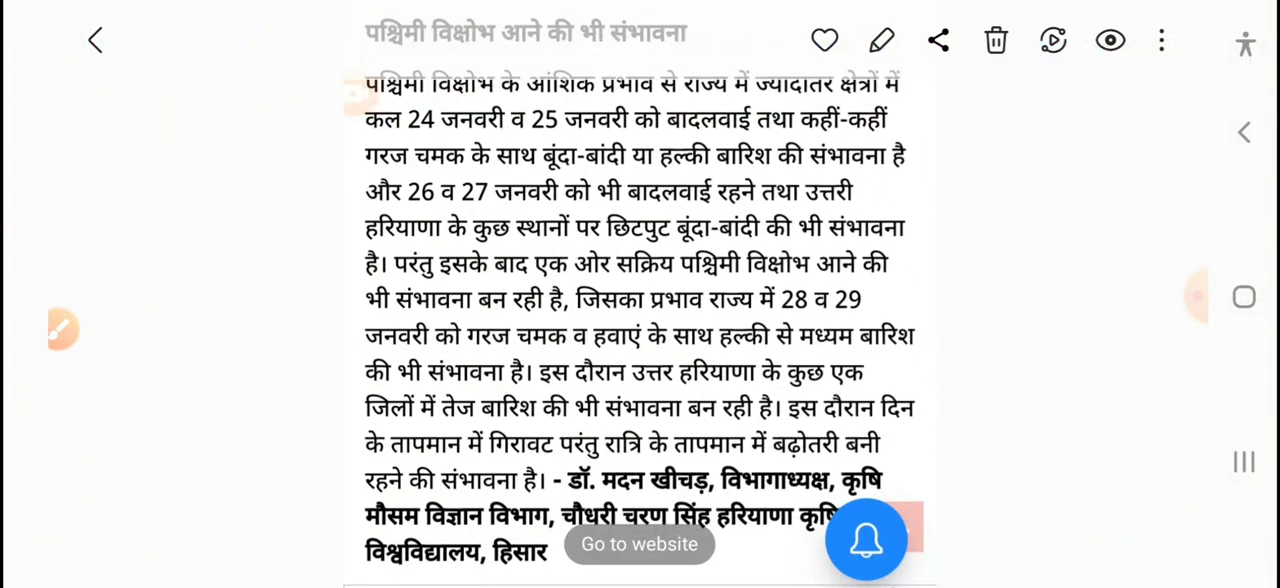 पश्चिमी विक्षोभ आने की भी संभावना
पश्चिमी विक्षोभ के आंशिक प्रभाव से राज्य में ज्यादातर क्षेत्रों में
कल 24 जनवरी व 25 जनवरी को बादलवाई तथा कहीं-कहीं
गरज चमक के साथ बूंदा-बांदी या हल्की बारिश की संभावना है
और 26 व 27 जनवरी को भी बादलवाई रहने तथा उत्तरी
हरियाणा के कुछ स्थानों पर छिटपुट बूंदा-बांदी की भी संभावना
है। परंतु इसके बाद एक ओर सक्रिय पश्चिमी विक्षोभ आने की
भी संभावना बन रही है, जिसका प्रभाव राज्य में 28 व 29
जनवरी को गरज चमक व हवाएं के साथ हल्की से मध्यम बारिश
की भी संभावना है। इस दौरान उत्तर हरियाणा के कुछ एक
जिलों में तेज बारिश की भी संभावना बन रही है। इस दौरान दिन
के तापमान में गिरावट परंतु रात्रि के तापमान में बढ़ोतरी बनी
रहने की संभावना है। - डॉ. मदन खीचड़, विभागाध्यक्ष, कृषि
मौसम विज्ञान विभाग, चौधरी चरण सिंह हरियाणा कृषि
विश्वविद्यालय, हिसार
Go to website